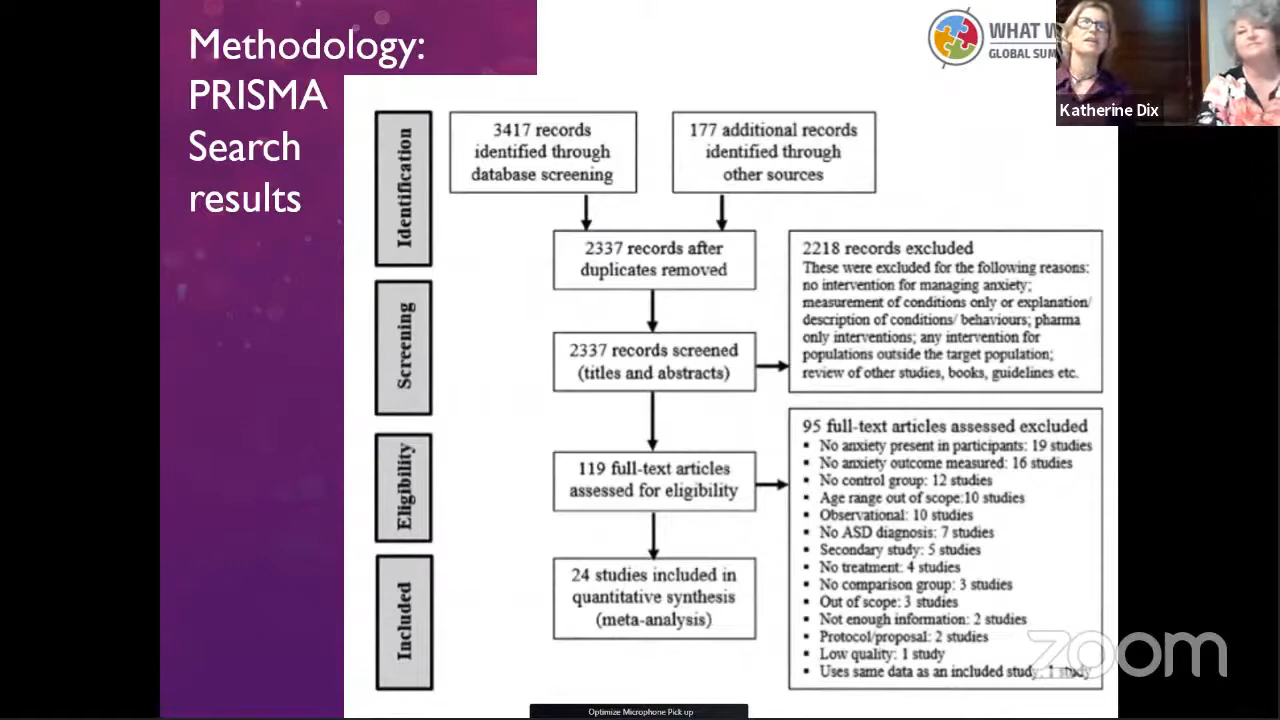 Methodology:
PRISMA
Search
results
WHAT W
GLOBAL SUM
Katherine Dix
Identification
3417 records
identified through
database screening
177 additional records
identified through
other sources
2337 records after
duplicates removed
Screening
2337 records screened
(titles and abstracts)
2218 records excluded
These were excluded for the following reasons:
no intervention for managing anxiety;
measurement of conditions only or explanation/
description of conditions/ behaviours; pharma
only interventions; any intervention for
populations outside the target population;
review of other studies, books, guidelines etc.
Eligibility
119 full-text articles
assessed for eligibility
95 full-text articles assessed excluded
▪ No anxiety present in participants: 19 studies
▪ No anxiety outcome measured: 16 studies
▪ No control group: 12 studies
▪ Age range out of scope:10 studies
▪ Observational: 10 studies
▪ No ASD diagnosis: 7 studies
▪ Secondary study: 5 studies
▪ No treatment: 4 studies
▪ No comparison group: 3 studies
▪ Out of scope: 3 studies
▪ Not enough information: 2 studies
▪ Protocol/proposal: 2 studies
▪ Low quality: 1 study
▪ Uses same data as an included study: 1 study
Included
24 studies included in
quantitative synthesis
(meta-analysis)
zoom
Optimize Microphone Pick up